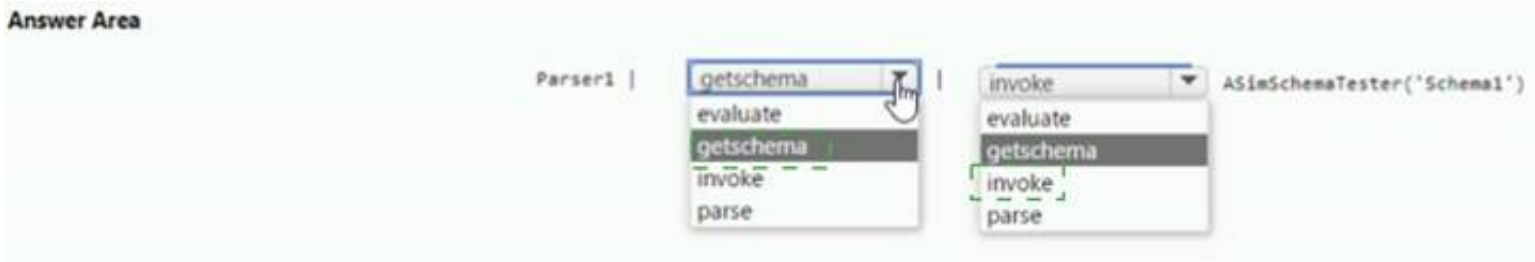 Answer Area
Parser1 | getschema | invoke ASimSchemaTester('Schema1')
evaluate evaluate
getschema getschema
invoke invoke
parse parse